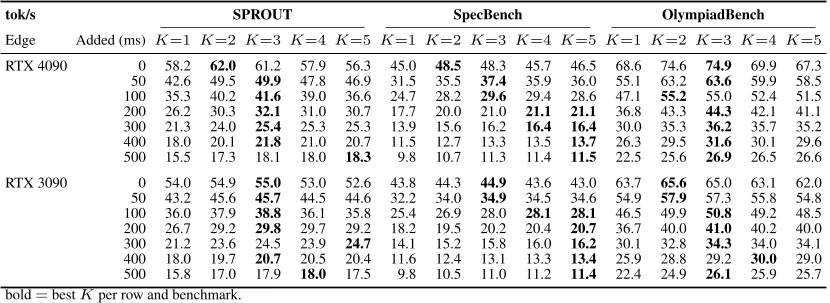 tok/s SPROUT SpecBench OlympiadBench
Edge Added (ms) K=1 K=2 K=3 K=4 K=5 K=1 K=2 K=3 K=4 K=5 K=1 K=2 K=3 K=4 K=5
RTX 4090 0 58.2 62.0 61.2 57.9 56.3 45.0 48.5 48.3 45.7 46.5 68.6 74.6 74.9 69.9 67.3
50 42.6 49.5 49.9 47.8 46.9 31.5 35.5 37.4 35.9 36.0 55.1 63.2 63.6 59.9 58.5
100 35.3 40.2 41.6 39.0 36.6 24.7 28.2 29.6 29.4 28.6 47.1 55.2 55.0 52.4 51.5
200 26.2 30.3 32.1 31.0 30.7 17.7 20.0 21.0 21.1 21.1 36.8 43.3 44.3 42.1 41.1
300 21.3 24.0 25.4 25.3 25.3 13.9 15.6 16.2 16.4 16.4 30.0 35.3 36.2 35.7 35.2
400 18.0 20.1 21.8 21.0 20.7 11.5 12.7 13.3 13.5 13.7 26.3 29.5 31.6 30.1 29.6
500 15.5 17.3 18.1 18.0 18.3 9.8 10.7 11.3 11.4 11.5 22.5 25.6 26.9 26.5 26.6
RTX 3090 0 54.0 54.9 55.0 53.0 52.6 43.8 44.3 44.9 43.6 43.0 63.7 65.6 65.0 63.1 62.0
50 43.2 45.6 45.7 44.5 44.6 32.2 34.0 34.9 34.5 34.6 54.9 57.9 57.3 55.8 54.8
100 36.0 37.9 38.8 36.1 35.8 25.4 26.9 28.0 28.1 28.1 46.5 49.9 50.8 49.2 48.5
200 26.7 29.2 29.8 29.7 29.2 18.2 19.5 20.2 20.4 20.7 36.7 40.0 41.0 40.2 40.0
300 21.2 23.6 24.5 23.9 24.7 14.1 15.2 15.8 16.0 16.2 30.1 32.8 34.3 34.0 34.1
400 18.0 19.7 20.7 20.5 20.4 11.6 12.4 13.1 13.3 13.4 25.9 28.8 29.2 30.0 29.0
500 15.8 17.0 17.9 18.0 17.5 9.8 10.5 11.0 11.2 11.4 22.4 24.9 26.1 25.9 25.7
bold = best K per row and benchmark.